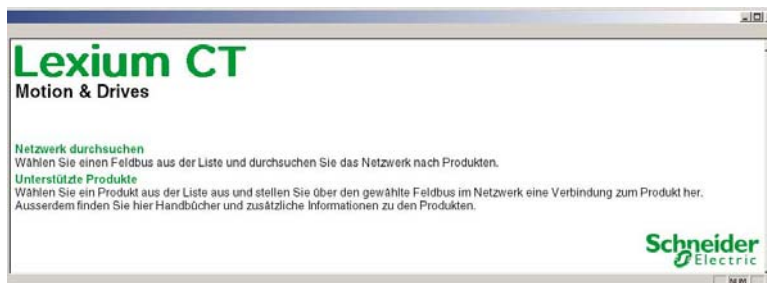 Lexium CT
Motion & Drives
Netzwerk durchsuchen
Wählen Sie einen Feldbus aus der Liste und durchsuchen Sie das Netzwerk nach Produkten.
Unterstützte Produkte
Wählen Sie ein Produkt aus der Liste aus und stellen Sie über den gewählte Feldbus im Netzwerk eine Verbindung zum Produkt her.
Ausserdem finden Sie hier Handbücher und zusätzliche Informationen zu den Produkten.
Schneider
Electric
NUM